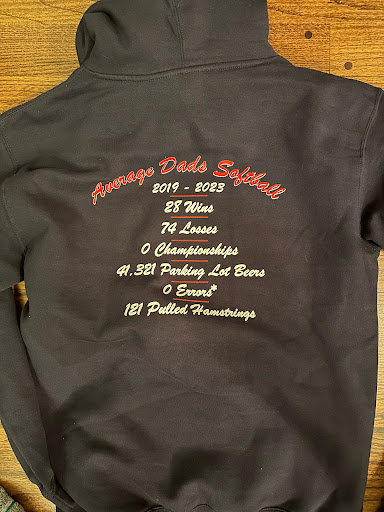 Average Dads Softball
2019 - 2023
28 Wins
74 Losses
0 Championships
41,321 Parking Lot Beers
0 Errors*
121 Pulled Hamstrings